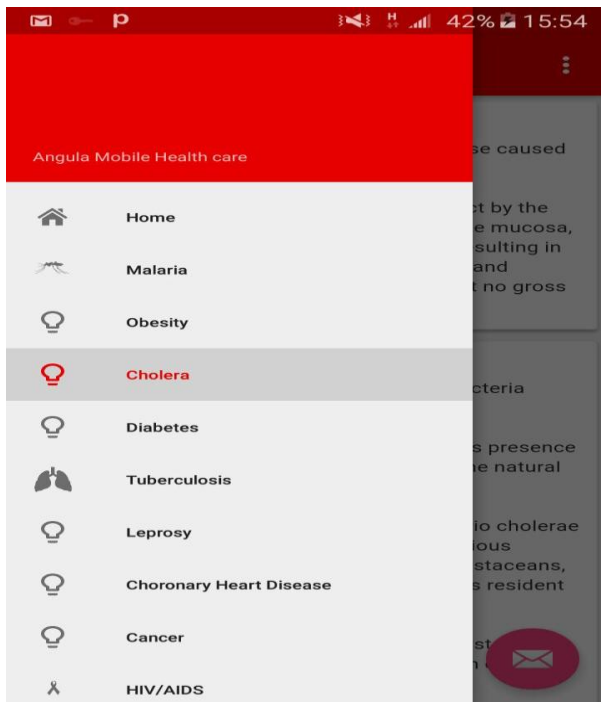 H 42% 15:54
Angula Mobile Health care
Home
Malaria
Obesity
Cholera
Diabetes
Tuberculosis
Leprosy
Choronary Heart Disease
Cancer
HIV/AIDS
se caused
by the
mucosa,
sulting in
and
no gross
cteria
presence
natural
io cholerae
ious
staceans,
resident